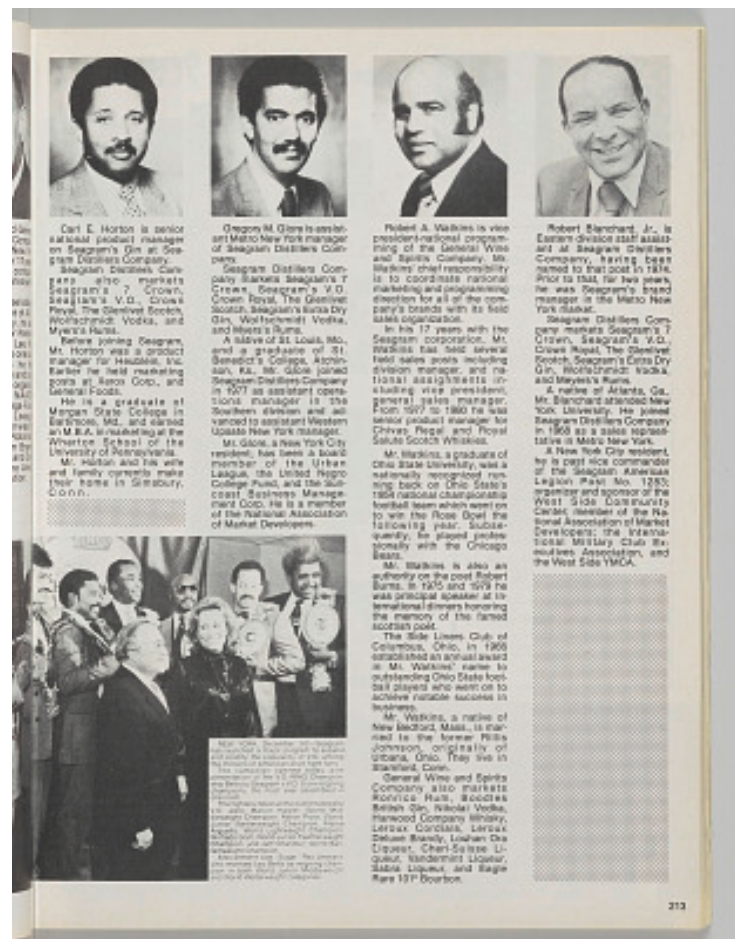 Carl E. Horton is senior
national product manager
on Seagram's Gin at Sea-
gram Distillers Company.
Seagram Distillers Com-
pany also markets
Seagram's 7 Crown,
Seagram's V.O., Crown
Royal, The Glenlivet
Scotch, Wolfschmidt
Vodka, and
Myers's Rums.
Before joining Seagram,
Mr. Horton was a product
manager for Heublein, Inc.
Earlier he held marketing
posts at Xerox Corp., and
General Foods.
He is a graduate of
Morgan State College in
Baltimore, Md., and earned
an M.B.A. in marketing at the
Wharton School of the
University of Pennsylvania.
Mr. Horton and his wife
and family currently make
their home in Simsbury,
Conn.
Gregory M. Glore is assist-
ant Metro New York manager
of Seagram Distillers Com-
pany.
Seagram Distillers Com-
pany markets Seagram's 7
Crown, Seagram's V.O.,
Crown Royal, The Glenlivet
Scotch, Seagram's Extra Dry
Gin, Wolfschmidt Vodka,
and Myers's Rums.
A native of St. Louis, Mo.,
and a graduate of St.
Benedict's College, Atchin-
son, Ka., Mr. Glore joined
Seagram Distillers Company
in 1977 as assistant opera-
tions manager in the
Southern division and ad-
vanced to assistant Western
Upstate New York manager.
Mr. Glore, a New York City
resident, has been a board
member of the Urban
League, the United Negro
College Fund, and the Sun-
coast Business Manage-
ment Corp. He is a member
of the National Association
of Market Developers.
Robert A. Watkins is vice
president-national program-
ming of the General Wine
and Spirits Company. Mr.
Watkins' chief responsibility
is to coordinate national
marketing and programming
direction for all of the com-
pany's brands with its field
sales organization.
In his 17 years with the
Seagram corporation, Mr.
Watkins has held several
field sales posts including
division manager, and na-
tional assignments in-
cluding vice president,
general sales manager.
From 1977 to 1980 he was
senior product manager for
Chivas Regal and Royal
Salute Scotch Whiskies.
Mr. Watkins, a graduate of
Ohio State University, was a
nationally recognized run-
ning back on Ohio State's
1954 national championship
football team which went on
to win the Rose Bowl the
following year. Subse-
quently, he played profes-
sionally with the Chicago
Bears.
Mr. Watkins is also an
authority on the poet Robert
Burns. In 1975 and 1979 he
was principal speaker at in-
ternational dinners honoring
the memory of the famed
scottish poet.
The Side Liners Club of
Columbus, Ohio, in 1966
established an annual award
in Mr. Watkins' name to
outstanding Ohio State foot-
ball players who went on to
achieve notable success in
business.
Mr. Watkins, a native of
New Bedford, Mass., is mar-
ried to the former Rillis
Johnson, originally of
Urbana, Ohio. They live in
Stamford, Conn.
General Wine and Spirits
Company also markets
Ronrico Rum, Boodles
British Gin, Nikolai Vodka,
Harwood Company Whisky,
Leroux Cordials, Leroux
Deluxe Brandy, Lochan Ora
Liqueur, Cheri-Suisse Li-
queur, Vandermint Liqueur,
Sabra Liqueur, and Eagle
Rare 101° Bourbon.
Robert Blanchard, Jr., is
Eastern division staff assist-
ant at Seagram Distillers
Company, having been
named to that post in 1974.
Prior to that, for two years,
he was Seagram's brand
manager in the Metro New
York market.
Seagram Distillers Com-
pany markets Seagram's 7
Crown, Seagram's V.O.,
Crown Royal, The Glenlivet
Scotch, Seagram's Extra Dry
Gin, Wolfschmidt Vodka,
and Meyers's Rums.
A native of Atlanta, Ga.,
Mr. Blanchard attended New
York University. He joined
Seagram Distillers Company
in 1968 as a sales represen-
tative in Metro New York.
A New York City resident,
he is past vice commander
of the Seagram American
Legion Post No. 1283;
organizer and sponsor of the
West Side Community
Center; member of the Na-
tional Association of Market
Developers; the Interna-
tional Military Club Ex-
ecutives Association, and
the West Side YMCA.
213